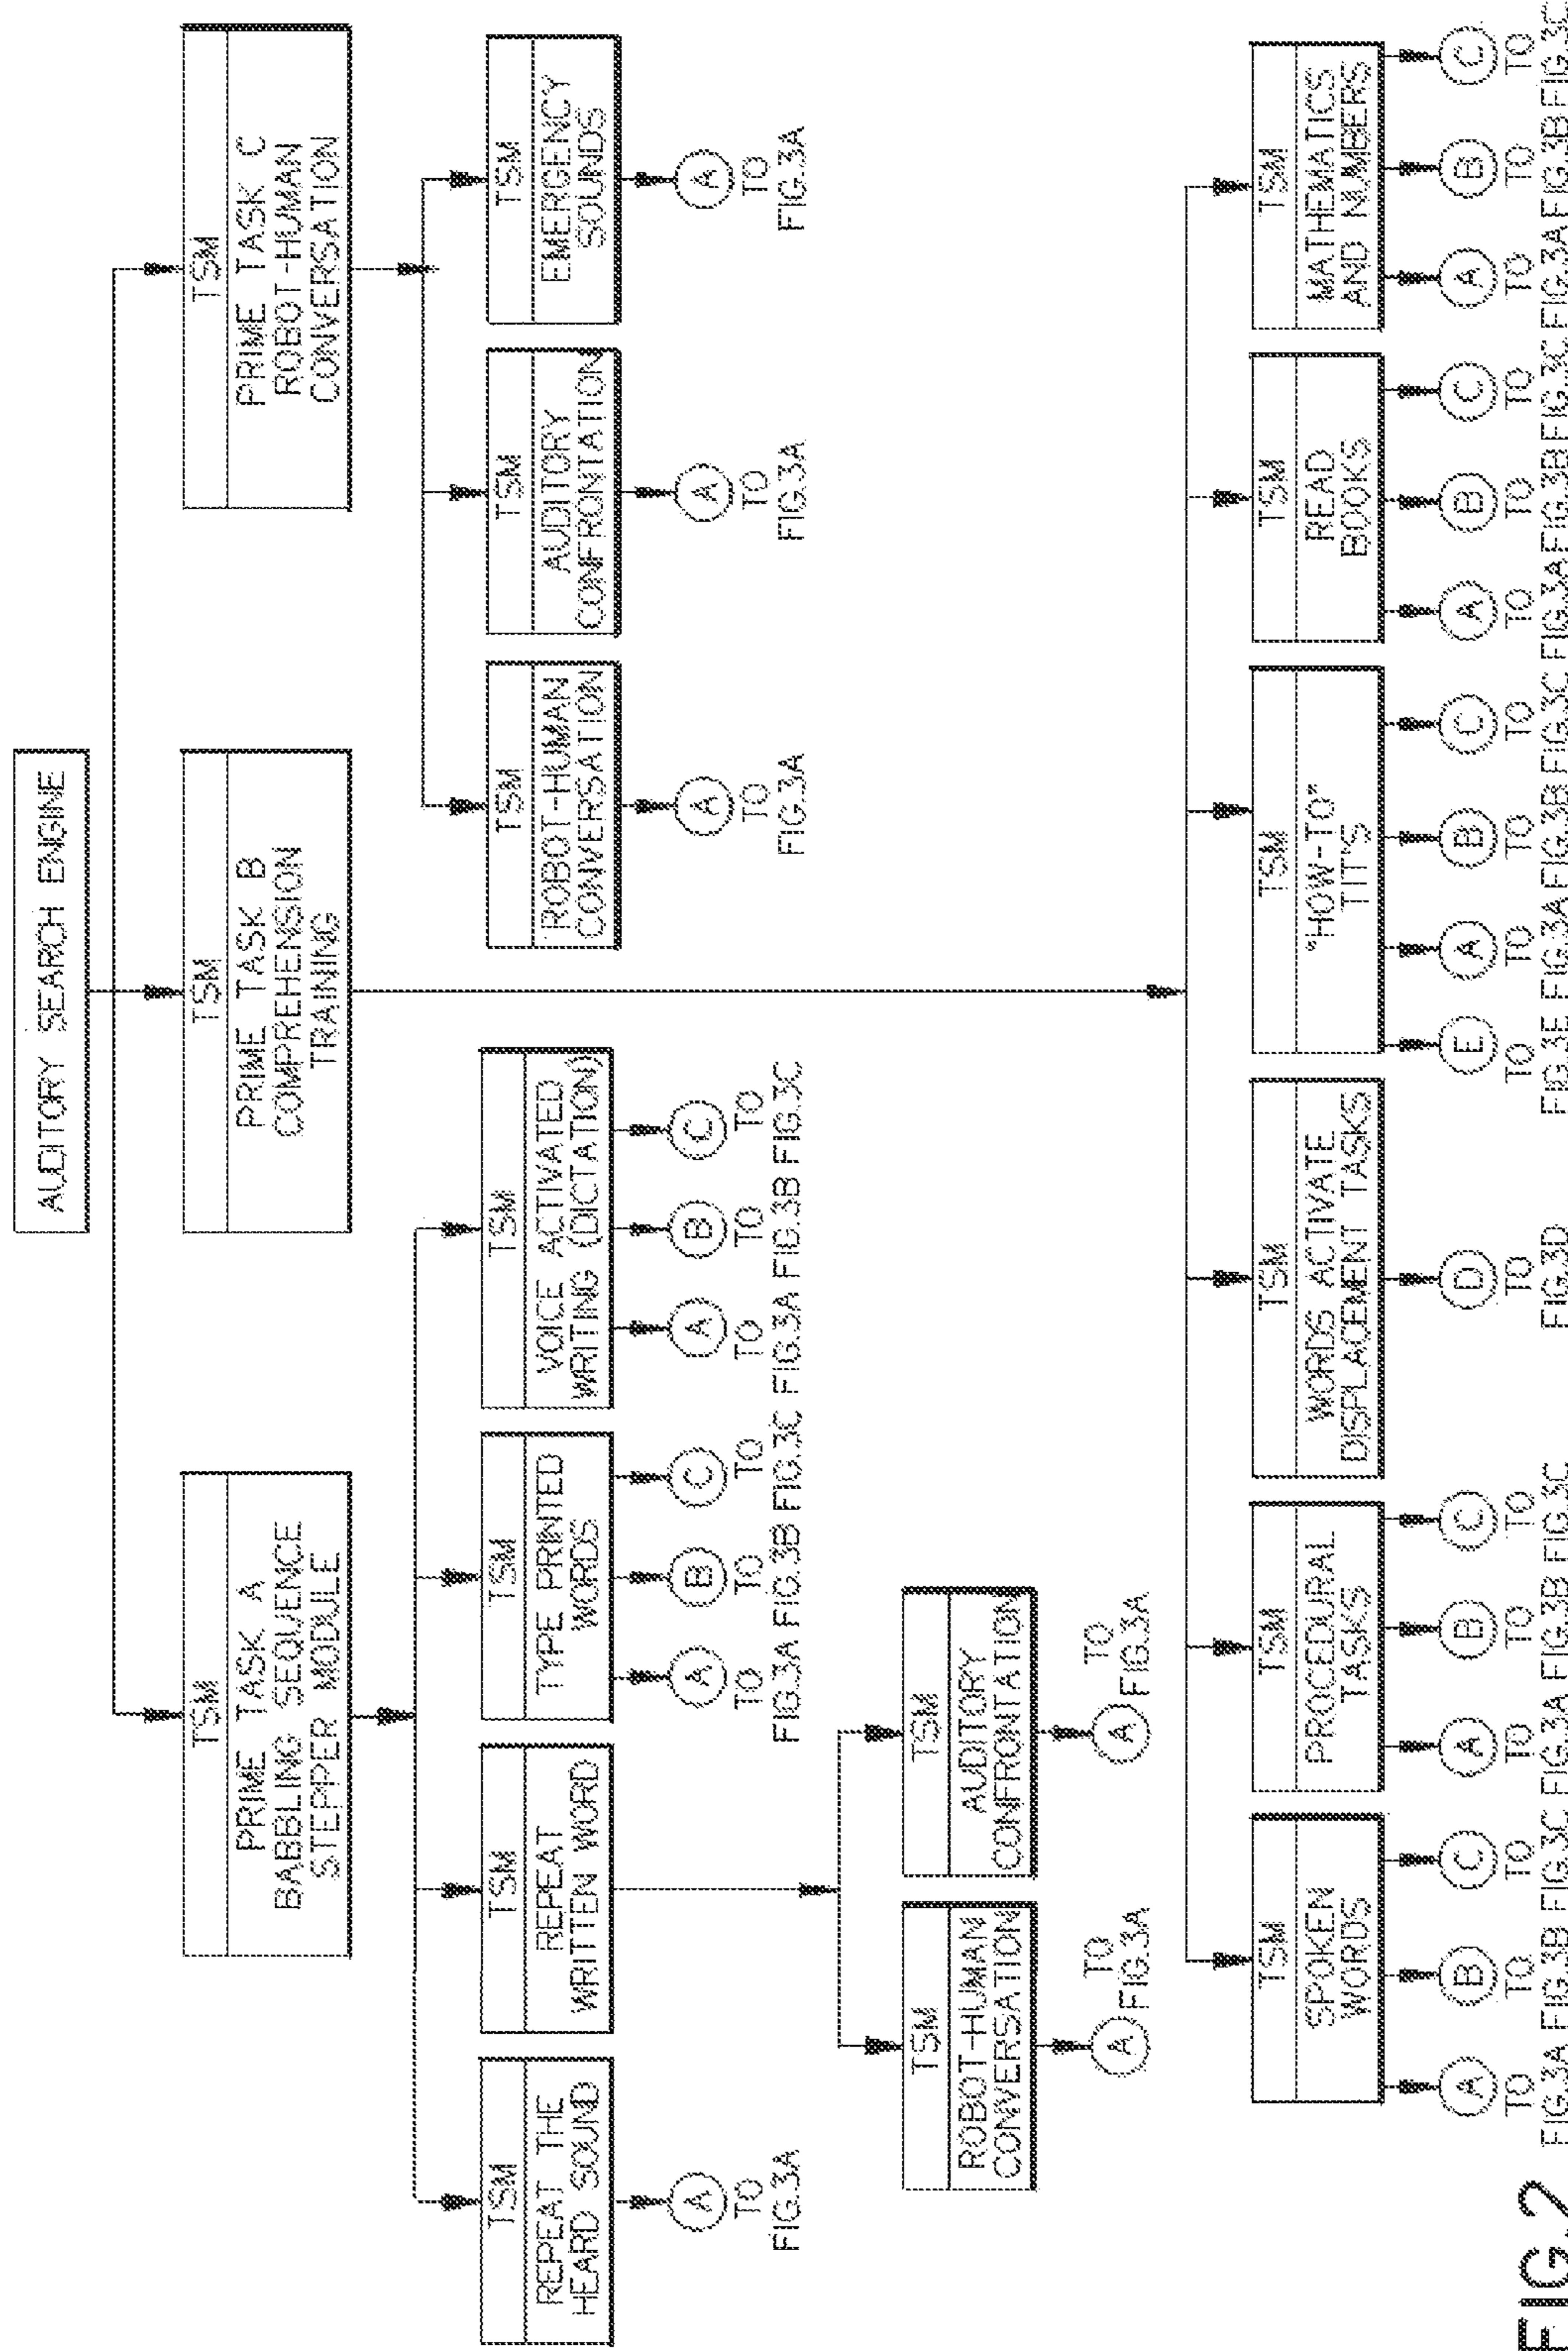 AUDITORY SEARCH ENGINE
TSM
PRIME TASK A
BABBLING SEQUENCE
STEPPER MODULE
TSM
PRIME TASK B
COMPREHENSION
TRAINING
TSM
PRIME TASK C
ROBOT-HUMAN
CONVERSATION
TSM
REPEAT THE
HEARD SOUND
A
TO
FIG.3A
TSM
REPEAT
WRITTEN WORD
TSM
TYPE PRINTED
WORDS
A B C
TO TO TO
FIG.3A FIG.3B FIG.3C
TSM
VOICE ACTIVATED
WRITING (DICTATION)
A B C
TO TO TO
FIG.3A FIG.3B FIG.3C
TSM
ROBOT-HUMAN
CONVERSATION
A
TO
FIG.3A
TSM
AUDITORY
CONFRONTATION
A
TO
FIG.3A
TSM
EMERGENCY
SOUNDS
A
TO
FIG.3A
TSM
ROBOT-HUMAN
CONVERSATION
A
TO
FIG.3A
TSM
AUDITORY
CONFRONTATION
A
TO
FIG.3A
TSM
SPOKEN
WORDS
A B C
TO TO TO
FIG.3A FIG.3B FIG.3C
TSM
PROCEDURAL
TASKS
A B C
TO TO TO
FIG.3A FIG.3B FIG.3C
TSM
WORDS ACTIVATE
DISPLACEMENT TASKS
D
TO
FIG.3D
TSM
"HOW-TO"
TIT'S
E A B C
TO TO TO TO
FIG.3E FIG.3A FIG.3B FIG.3C
TSM
READ
BOOKS
A B C
TO TO TO
FIG.3A FIG.3B FIG.3C
TSM
MATHEMATICS
AND NUMBERS
A B C
TO TO TO
FIG.3A FIG.3B FIG.3C
FIG.2